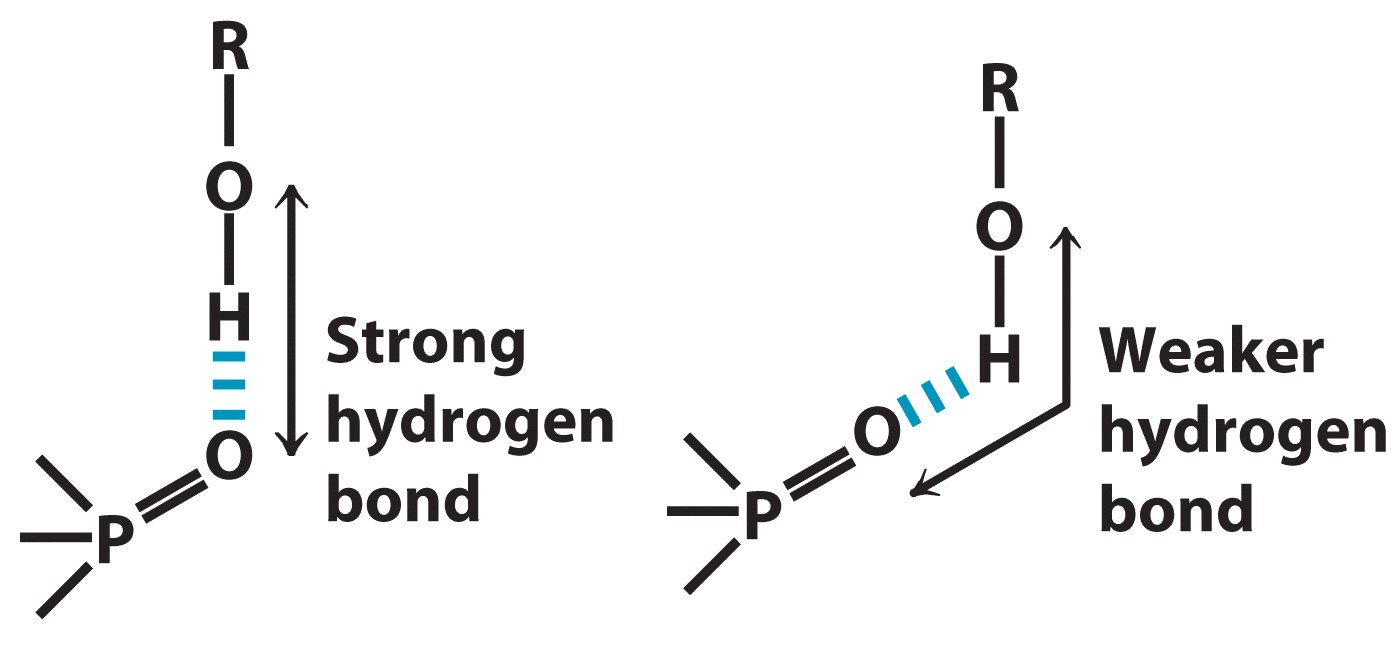 R
O
H
Strong
hydrogen
bond
O
P
R
O
H
Weaker
hydrogen
bond
O
P